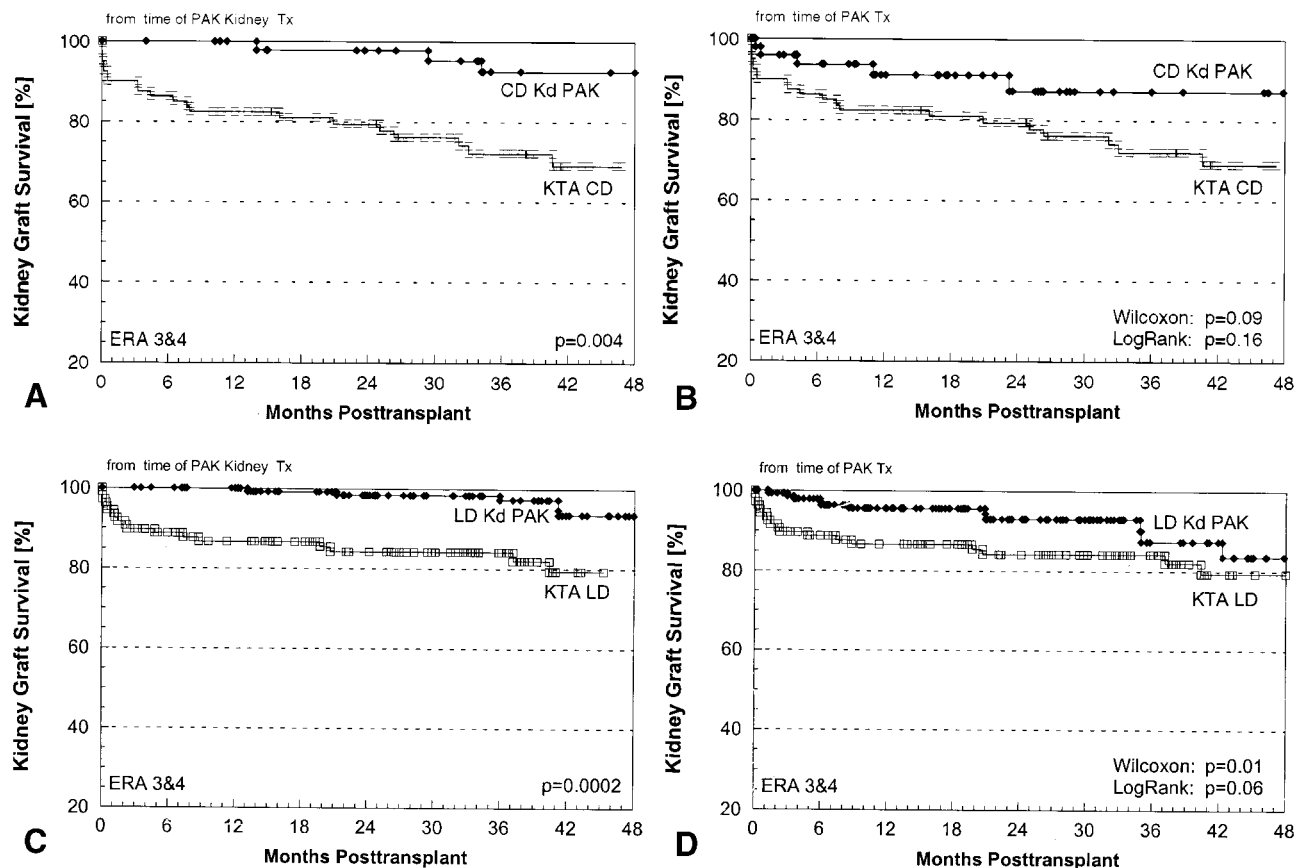 from time of PAK Kidney Tx
100
80
60
40
20
Kidney Graft Survival [%]
CD Kd PAK
KTA CD
ERA 3&4
p=0.004
0 6 12 18 24 30 36 42 48
Months Posttransplant
A
from time of PAK Tx
100
80
60
40
20
Kidney Graft Survival [%]
CD Kd PAK
KTA CD
Wilcoxon: p=0.09
LogRank: p=0.16
ERA 3&4
0 6 12 18 24 30 36 42 48
Months Posttransplant
B
from time of PAK Kidney Tx
100
80
60
40
20
Kidney Graft Survival [%]
LD Kd PAK
KTA LD
ERA 3&4
p=0.0002
0 6 12 18 24 30 36 42 48
Months Posttransplant
C
from time of PAK Tx
100
80
60
40
20
Kidney Graft Survival [%]
LD Kd PAK
KTA LD
Wilcoxon: p=0.01
LogRank: p=0.06
ERA 3&4
0 6 12 18 24 30 36 42 48
Months Posttransplant
D